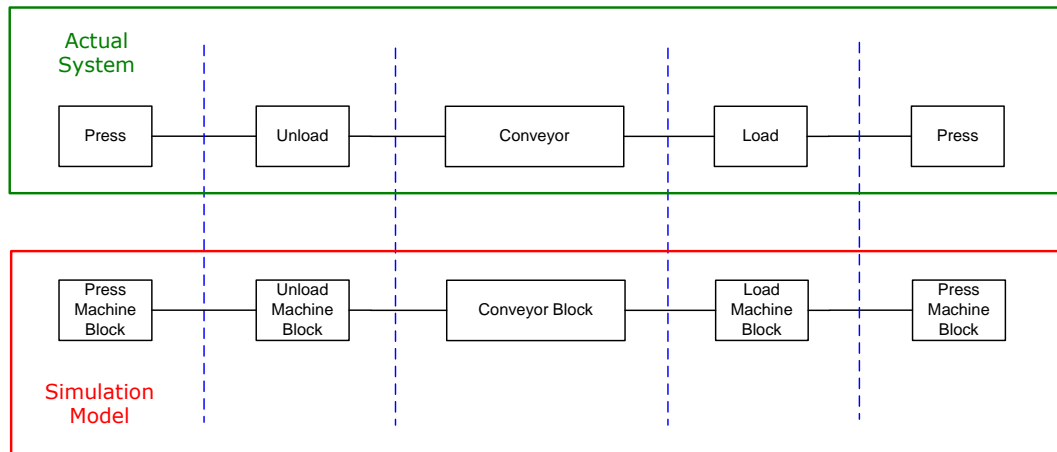 Actual
System
Press
Unload
Conveyor
Load
Press
Press
Machine
Block
Unload
Machine
Block
Conveyor Block
Load
Machine
Block
Press
Machine
Block
Simulation
Model